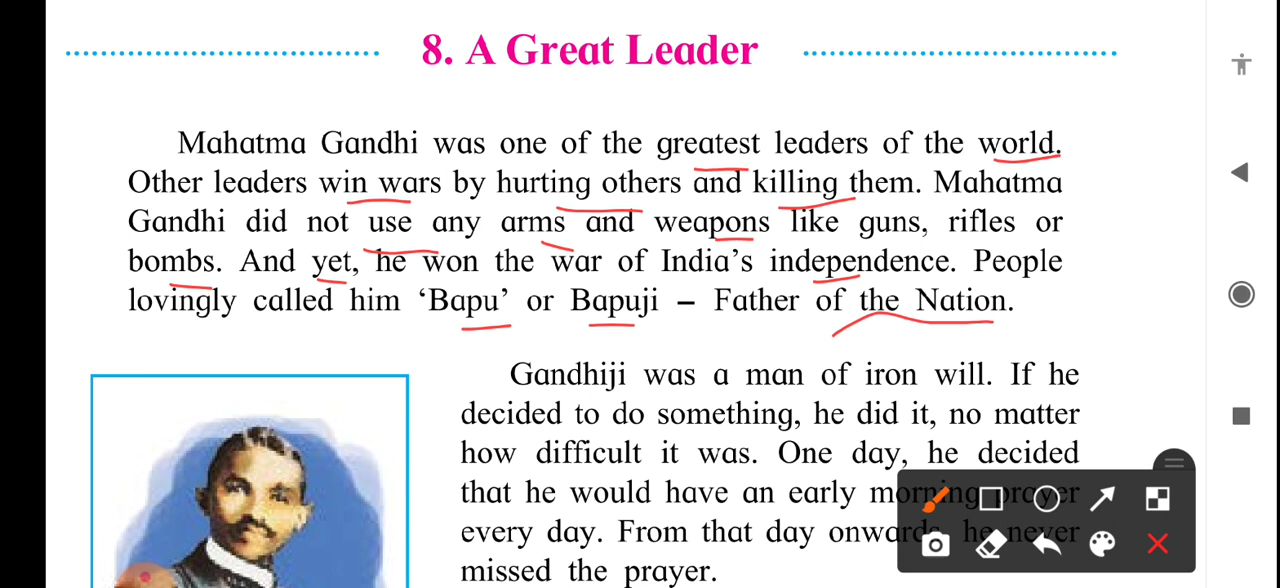 8. A Great Leader
Mahatma Gandhi was one of the greatest leaders of the world.
Other leaders win wars by hurting others and killing them. Mahatma
Gandhi did not use any arms and weapons like guns, rifles or
bombs. And yet, he won the war of India's independence. People
lovingly called him 'Bapu' or Bapuji – Father of the Nation.
Gandhiji was a man of iron will. If he
decided to do something, he did it, no matter
how difficult it was. One day, he decided
that he would have an early morning prayer
every day. From that day onwards, he never
missed the prayer.